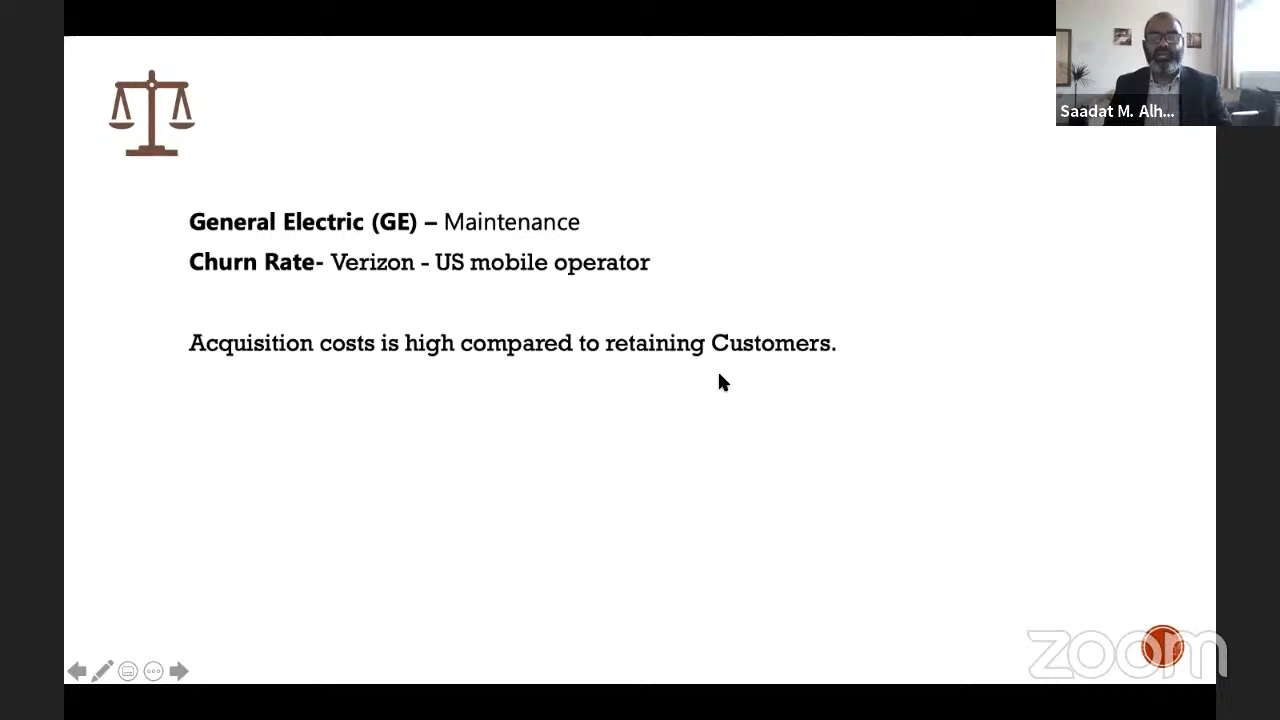 Saadat M. Alh...
General Electric (GE) – Maintenance
Churn Rate- Verizon - US mobile operator
Acquisition costs is high compared to retaining Customers.
zoom